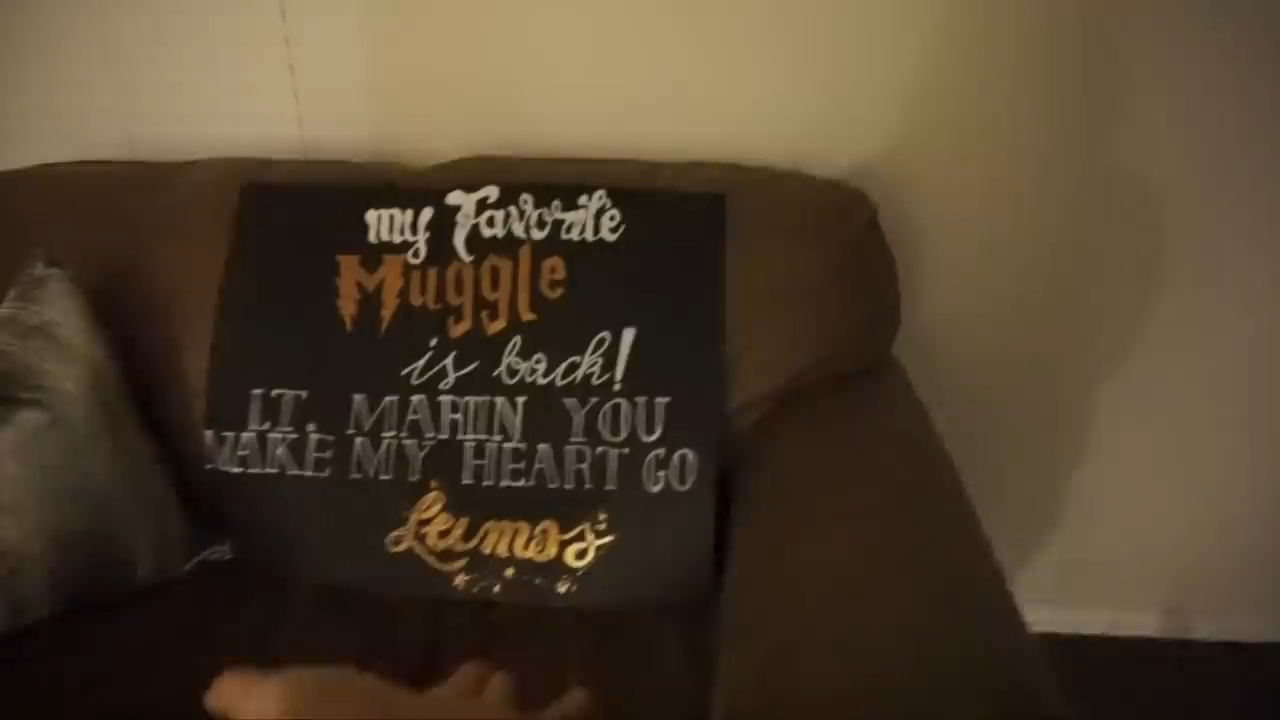 my Favorite
Muggle
is back!
LT. MARTIN YOU
MAKE MY HEART GO
Lumos